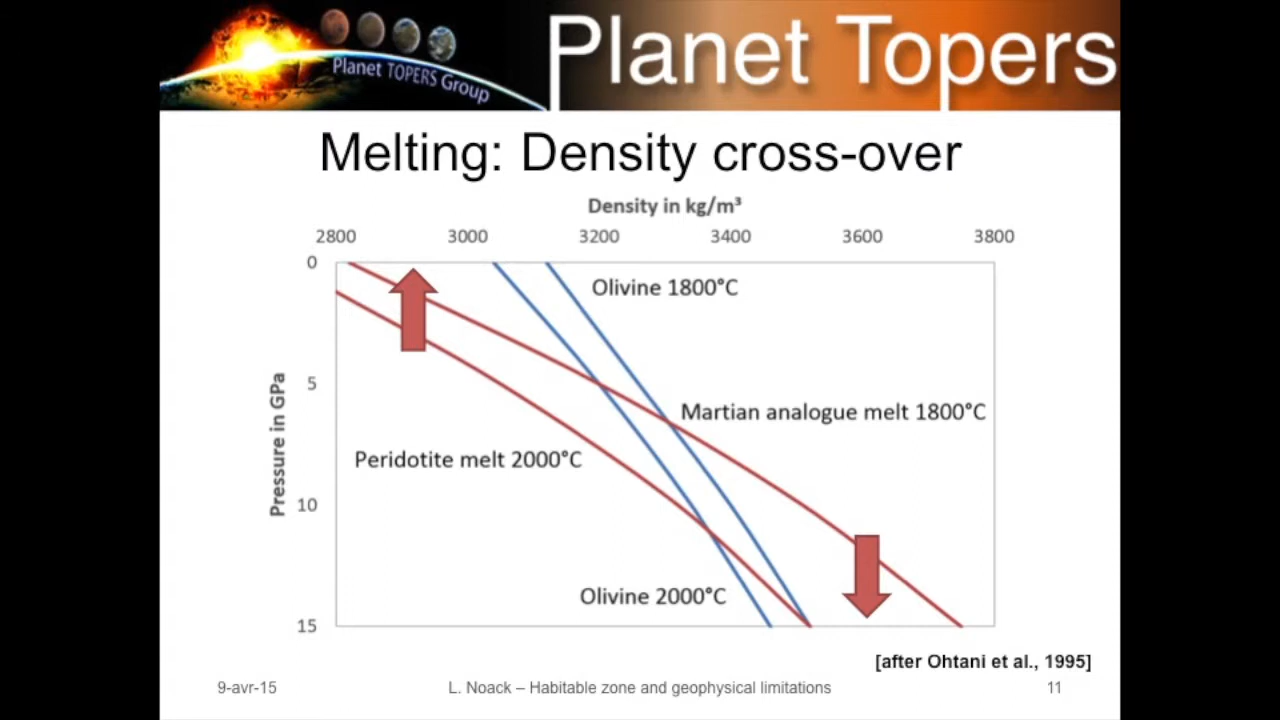 Planet TOPERS Group
Planet Topers
Melting: Density cross-over
Density in kg/m³
2800 3000 3200 3400 3600 3800
0
Olivine 1800°C
5
Martian analogue melt 1800°C
Pressure in GPa
Peridotite melt 2000°C
10
Olivine 2000°C
15
[after Ohtani et al., 1995]
9-avr-15 L. Noack – Habitable zone and geophysical limitations 11